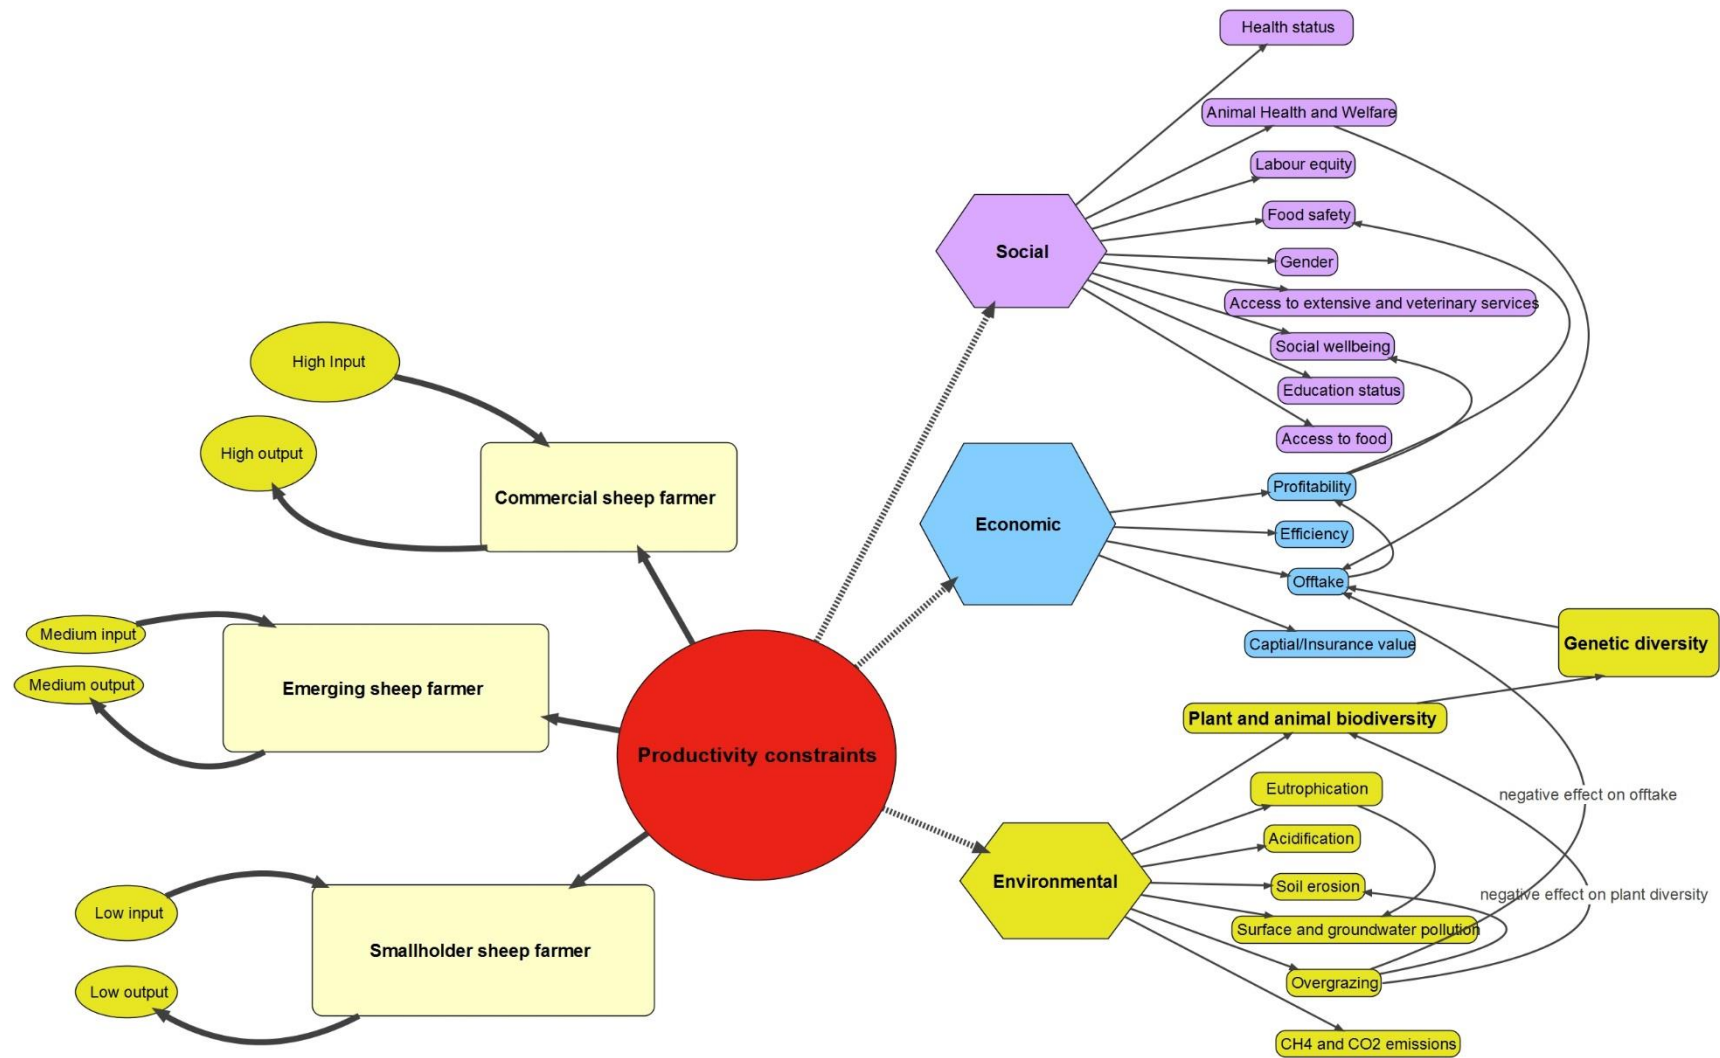 Health status
Animal Health and Welfare
Labour equity
Food safety
Social
Gender
Access to extensive and veterinary services
Social wellbeing
Education status
Access to food
High Input
High output
Commercial sheep farmer
Economic
Profitability
Efficiency
Offtake
Captial/Insurance value
Genetic diversity
Medium input
Medium output
Emerging sheep farmer
Productivity constraints
Plant and animal biodiversity
Eutrophication
negative effect on offtake
Acidification
Environmental
Soil erosion
negative effect on plant diversity
Surface and groundwater pollution
Overgrazing
CH4 and CO2 emissions
Low input
Smallholder sheep farmer
Low output